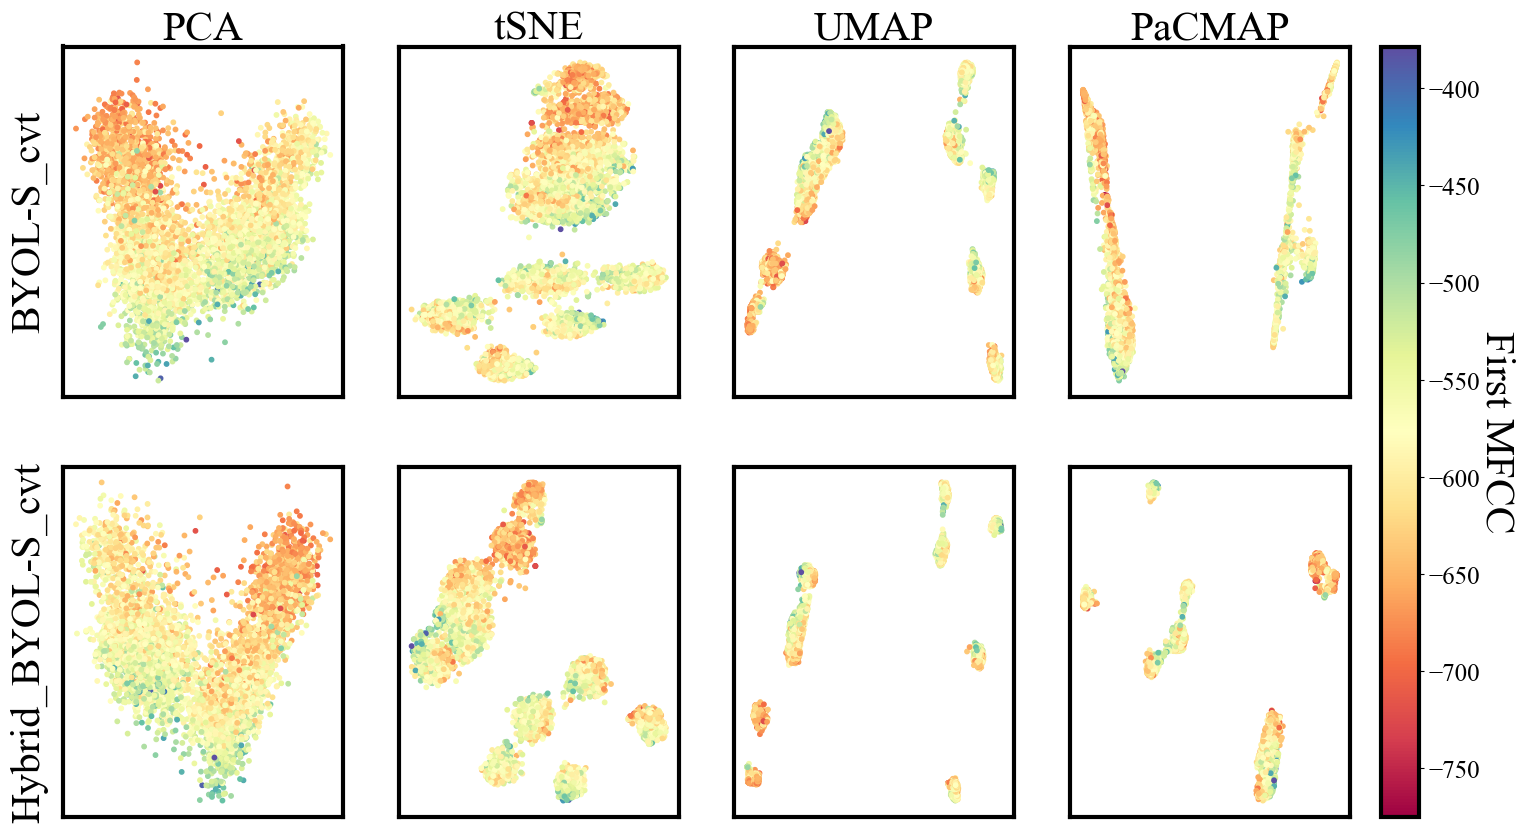 PCA
tSNE
UMAP
PaCMAP
BYOL-S_cvt
Hybrid_BYOL-S_cvt
−400
−450
−500
−550
−600
−650
−700
−750
First MFCC